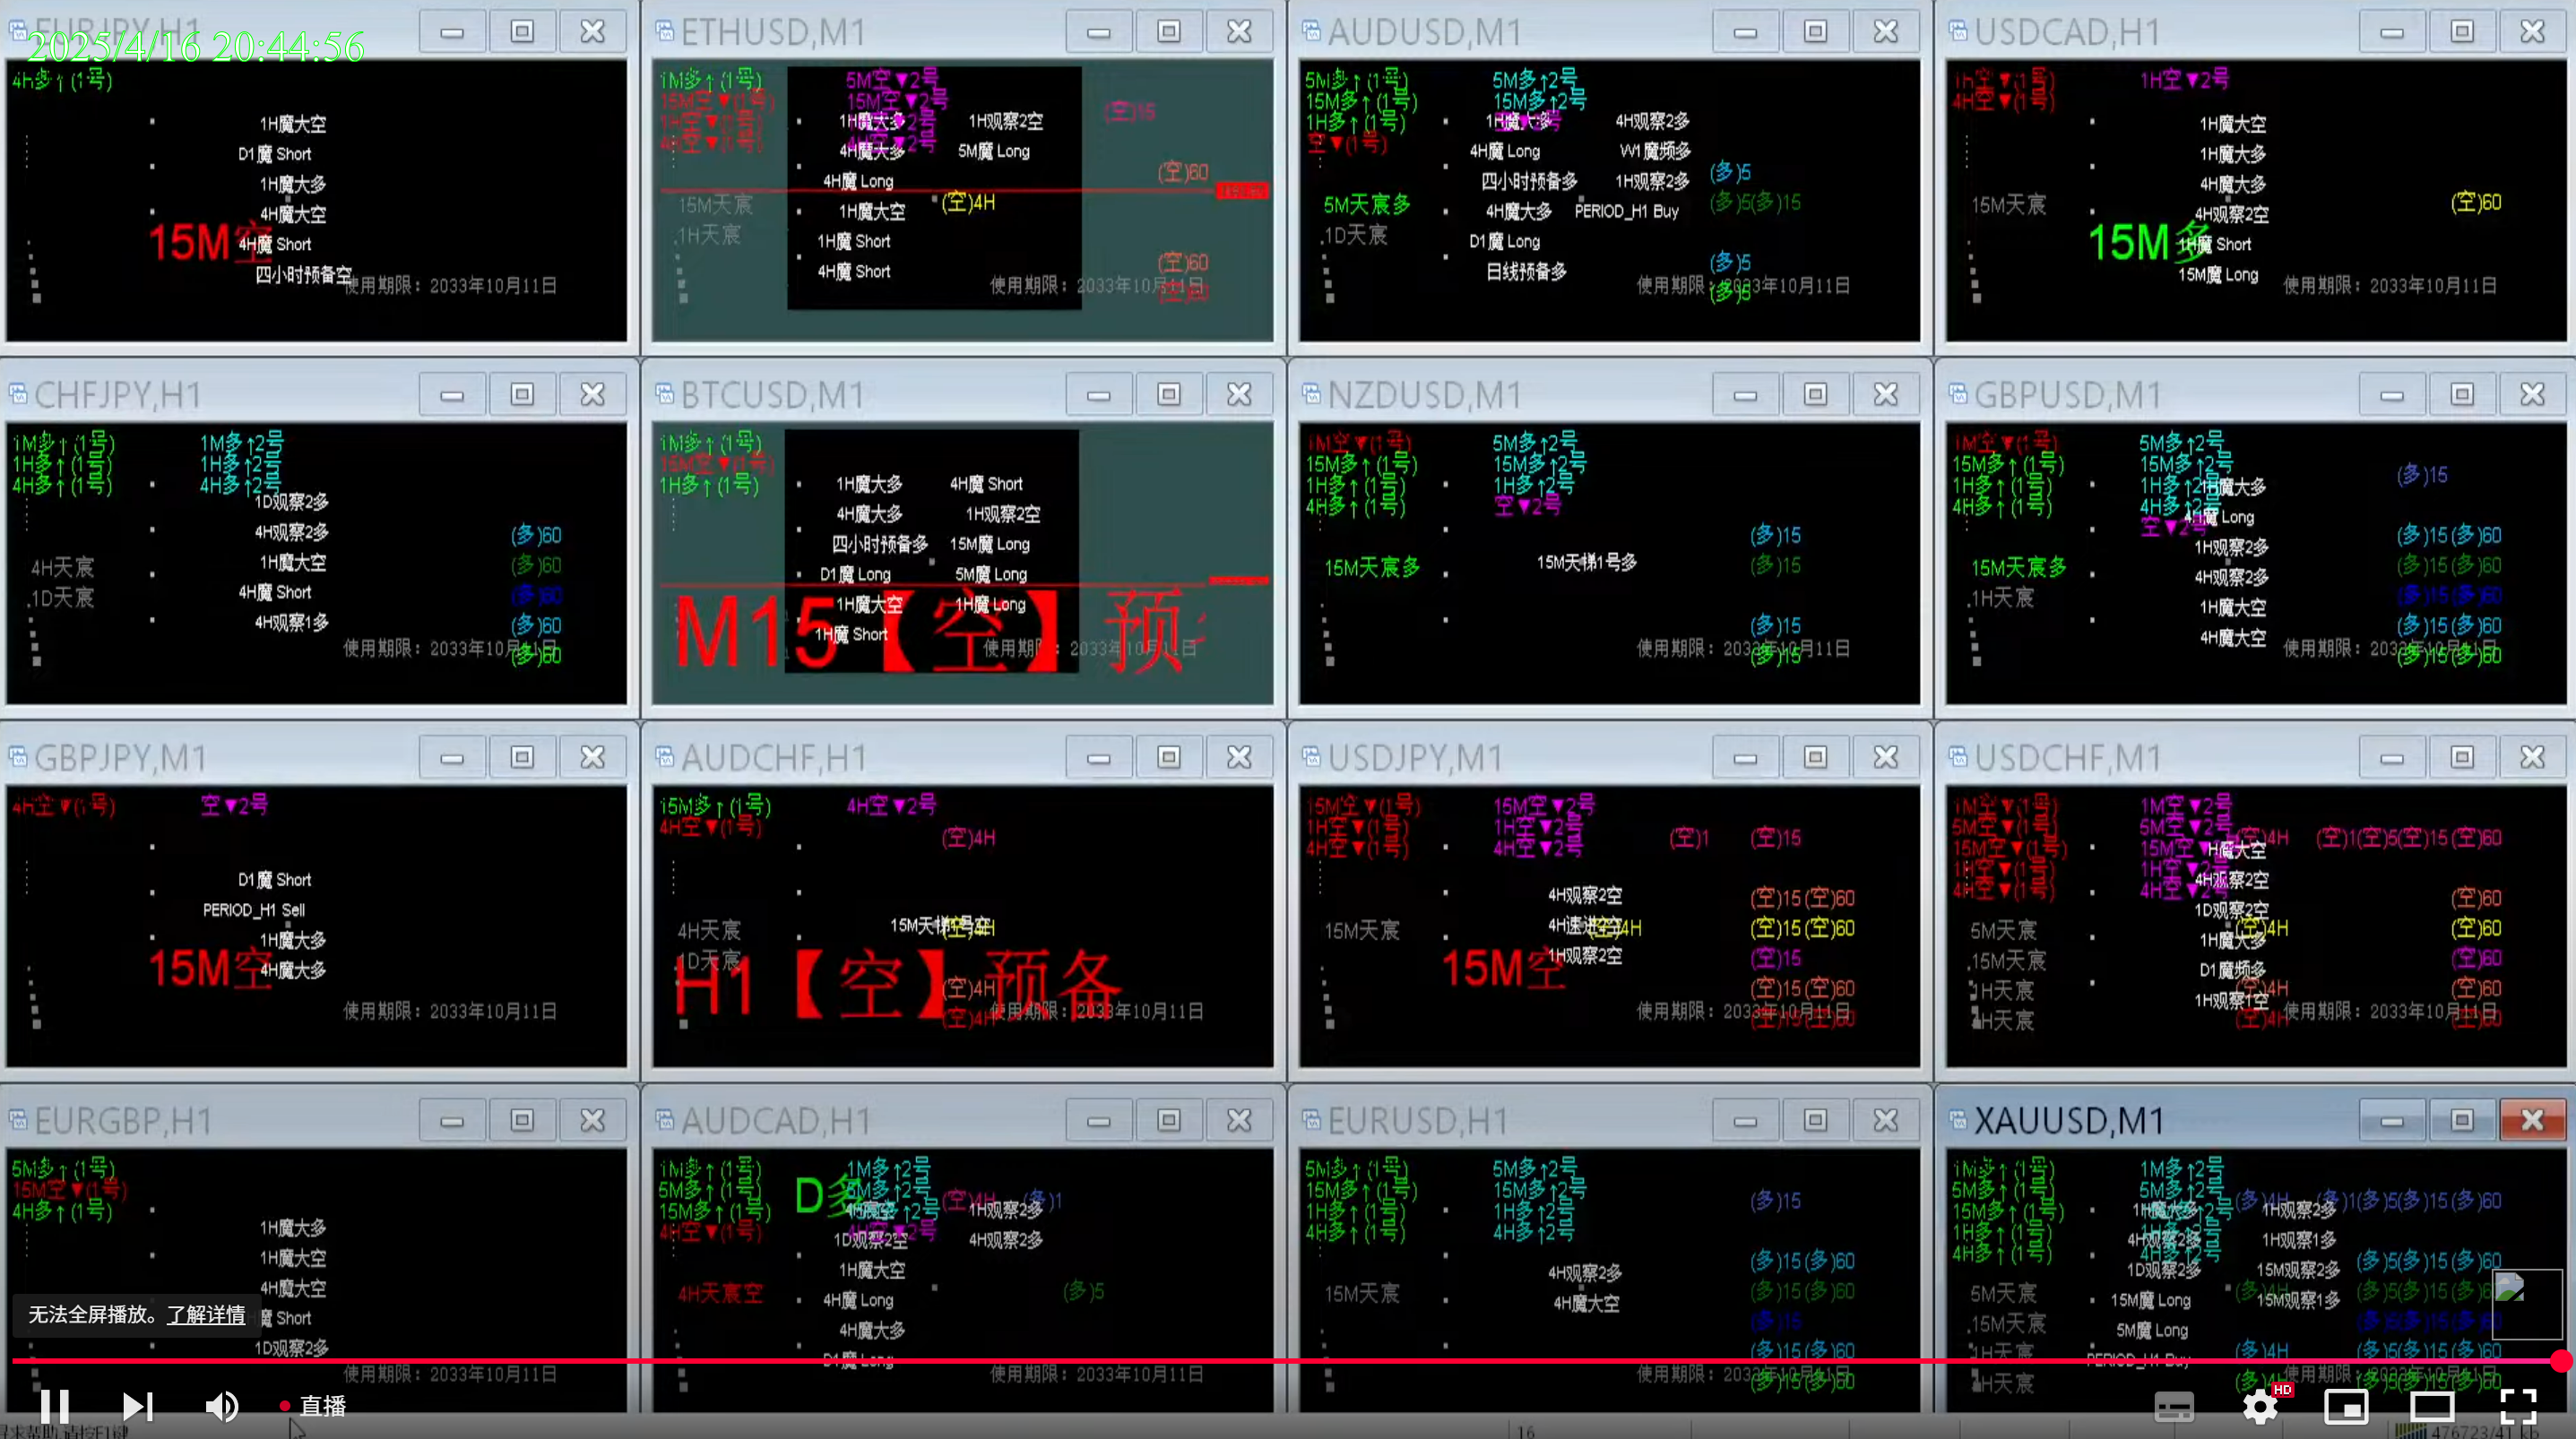 2025/4/16 20:44:56
EURJPY,H1
4H多↑(1号)
1H魔大空
D1魔 Short
1H魔大多
4H魔大空
15M空
4H魔 Short
四小时预备空
使用期限：2033年10月11日
ETHUSD,M1
1M多↑(1号)
5M空▼2号
15M空▼(1号)
15M空▼2号
(空)15
1H魔大多
1H观察2空
4H魔大多
5M魔 Long
(空)60
4H魔 Long
15M天宸
(空)4H
1H魔大空
1H天宸
1H魔 Short
(空)60
4H魔 Short
使用期限：2033年10月11日
AUDUSD,M1
5M多↑(1号)
5M多↑2号
15M多↑(1号)
15M多↑2号
1H多↑(1号)
1H魔大多
4H观察2多
空▼(1号)
4H魔 Long
W1魔频多
(多)5
四小时预备多
1H观察2多
5M天宸多
(多)5(多)15
4H魔大多
PERIOD_H1 Buy
1D天宸
D1魔 Long
(多)5
日线预备多
使用期限：2033年10月11日
(多)5
USDCAD,H1
1H空▼(1号)
1H空▼2号
4H空▼(1号)
1H魔大空
1H魔大多
4H魔大多
15M天宸
(空)60
4H观察2空
15M多
1H魔 Short
15M魔 Long
使用期限：2033年10月11日
CHFJPY,H1
1M多↑(1号)
1M多↑2号
1H多↑(1号)
1H多↑2号
4H多↑(1号)
4H多↑2号
1D观察2多
4H观察2多
(多)60
1H魔大空
(多)60
4H天宸
4H魔 Short
(多)60
1D天宸
4H观察1多
(多)60
使用期限：2033年10月11日
(多)60
BTCUSD,M1
1M多↑(1号)
15M空▼(1号)
1H多↑(1号)
1H魔大多
4H魔 Short
4H魔大多
1H观察2空
四小时预备多
15M魔 Long
D1魔 Long
5M魔 Long
1H魔大空
1H魔 Long
M15【空】预
1H魔 Short
NZDUSD,M1
1M空▼(1号)
5M多↑2号
15M多↑(1号)
15M多↑2号
1H多↑(1号)
1H多↑2号
4H多↑(1号)
空▼2号
(多)15
15M天宸多
15M天梯1号多
(多)15
(多)15
使用期限：2033年10月11日
(多)15
GBPUSD,M1
1M空▼(1号)
5M多↑2号
15M多↑(1号)
15M多↑2号
(多)15
1H多↑(1号)
1H多↑2号
1H魔大多
4H多↑(1号)
4H多↑2号
4H魔 Long
空▼2号
(多)15(多)60
1H观察2多
15M天宸多
(多)15(多)60
4H观察2多
1H天宸
(多)15(多)60
1H魔大空
(多)15(多)60
4H魔大空
使用期限：2033年10月11日
(多)15(多)60
GBPJPY,M1
4H空▼(1号)
空▼2号
D1魔 Short
PERIOD_H1 Sell
1H魔大多
15M空
4H魔大多
使用期限：2033年10月11日
AUDCHF,H1
15M多↑(1号)
4H空▼2号
4H空▼(1号)
(空)4H
4H天宸
(空)4H
1D天宸
H1【空】预备
(空)4H
使用期限：2033年10月11日
(空)4H
USDJPY,M1
15M空▼(1号)
15M空▼2号
1H空▼(1号)
1H空▼2号
(空)1
(空)15
4H空▼(1号)
4H空▼2号
4H观察2空
(空)15(空)60
15M天宸
(空)4H
(空)15(空)60
1H观察2空
(空)15
15M空
(空)15(空)60
使用期限：2033年10月11日
(空)15(空)60
USDCHF,M1
1M空▼(1号)
1M空▼2号
5M空▼(1号)
5M空▼2号
(空)4H
(空)1(空)5(空)15(空)60
15M空▼(1号)
15M空▼2号
1H空▼(1号)
1H空▼2号
4H空▼(1号)
4H空▼2号
4H观察2空
(空)60
1D观察2空
5M天宸
(空)4H
(空)60
1H魔大多
15M天宸
(空)60
D1魔频多
1H天宸
(空)4H
(空)60
1H观察1空
4H天宸
(空)4H
使用期限：2033年10月11日
(空)60
EURGBP,H1
5M多↑(1号)
15M空▼(1号)
4H多↑(1号)
1H魔大多
1H魔大空
4H魔大空
魔 Short
1D观察2多
使用期限：2033年10月11日
AUDCAD,H1
1M多↑(1号)
1M多↑2号
5M多↑(1号)
5M多↑2号
D多
(空)4H
(多)1
15M多↑(1号)
1H观察2多
4H空▼(1号)
4H空▼2号
1D观察2空
4H观察2多
1H魔大空
4H天宸空
4H魔 Long
(多)5
4H魔大多
D1魔 Long
使用期限：2033年10月11日
EURUSD,H1
5M多↑(1号)
5M多↑2号
15M多↑(1号)
15M多↑2号
(多)15
1H多↑(1号)
1H多↑2号
4H多↑(1号)
4H多↑2号
(多)15(多)60
4H观察2多
15M天宸
(多)15(多)60
4H魔大空
(多)15
(多)15(多)60
使用期限：2033年10月11日
(多)15(多)60
XAUUSD,M1
1M多↑(1号)
1M多↑2号
5M多↑(1号)
5M多↑2号
(多)4H
(多)1(多)5(多)15(多)60
15M多↑(1号)
1H魔大多
1H观察2多
1H多↑(1号)
4H观察2多
1H观察1多
4H多↑(1号)
4H多↑2号
(多)5(多)15(多)60
1D观察2多
15M观察2多
5M天宸
15M魔 Long
15M观察1多
15M天宸
5M魔 Long
1H天宸
PERIOD_H1 Buy
(多)4H
(多)5(多)15(多)60
4H天宸
使用期限：2033年10月11日
无法全屏播放。了解详情
直播
HD
16